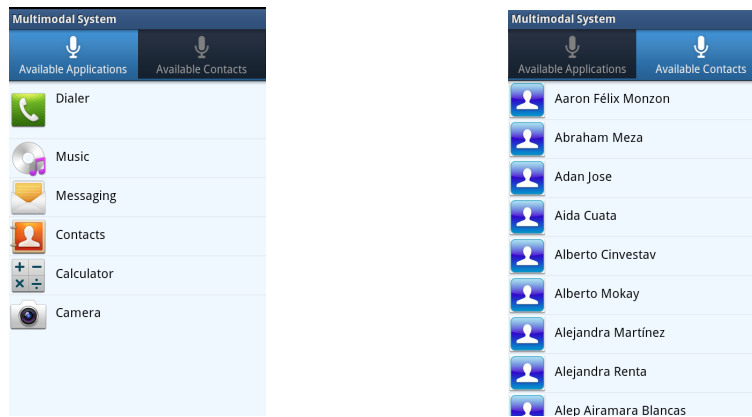 Multimodal System
Available Applications
Available Contacts
Dialer
Music
Messaging
Contacts
Calculator
Camera
Multimodal System
Available Applications
Available Contacts
Aaron Félix Monzon
Abraham Meza
Adan Jose
Aida Cuata
Alberto Cinvestav
Alberto Mokay
Alejandra Martínez
Alejandra Renta
Alep Airamara Blancas